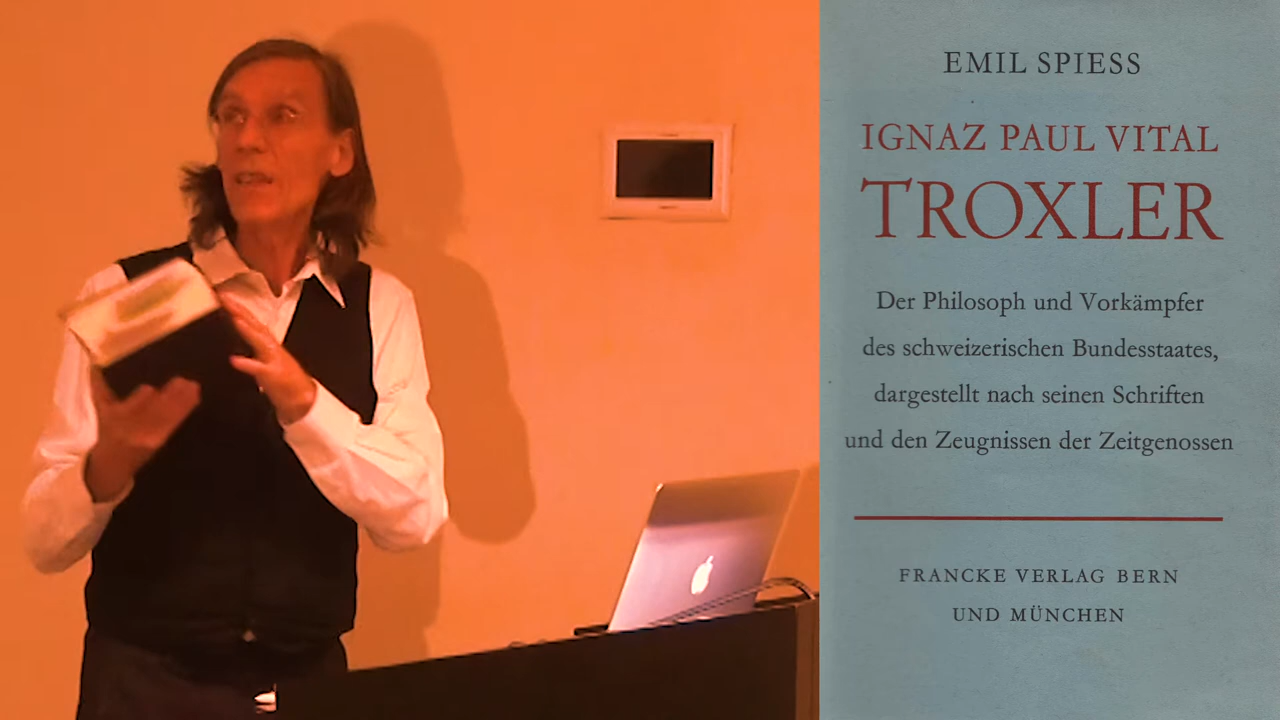 EMIL SPIESS
IGNAZ PAUL VITAL
TROXLER
Der Philosoph und Vorkämpfer
des schweizerischen Bundesstaates,
dargestellt nach seinen Schriften
und den Zeugnissen der Zeitgenossen
FRANCKE VERLAG BERN
UND MÜNCHEN